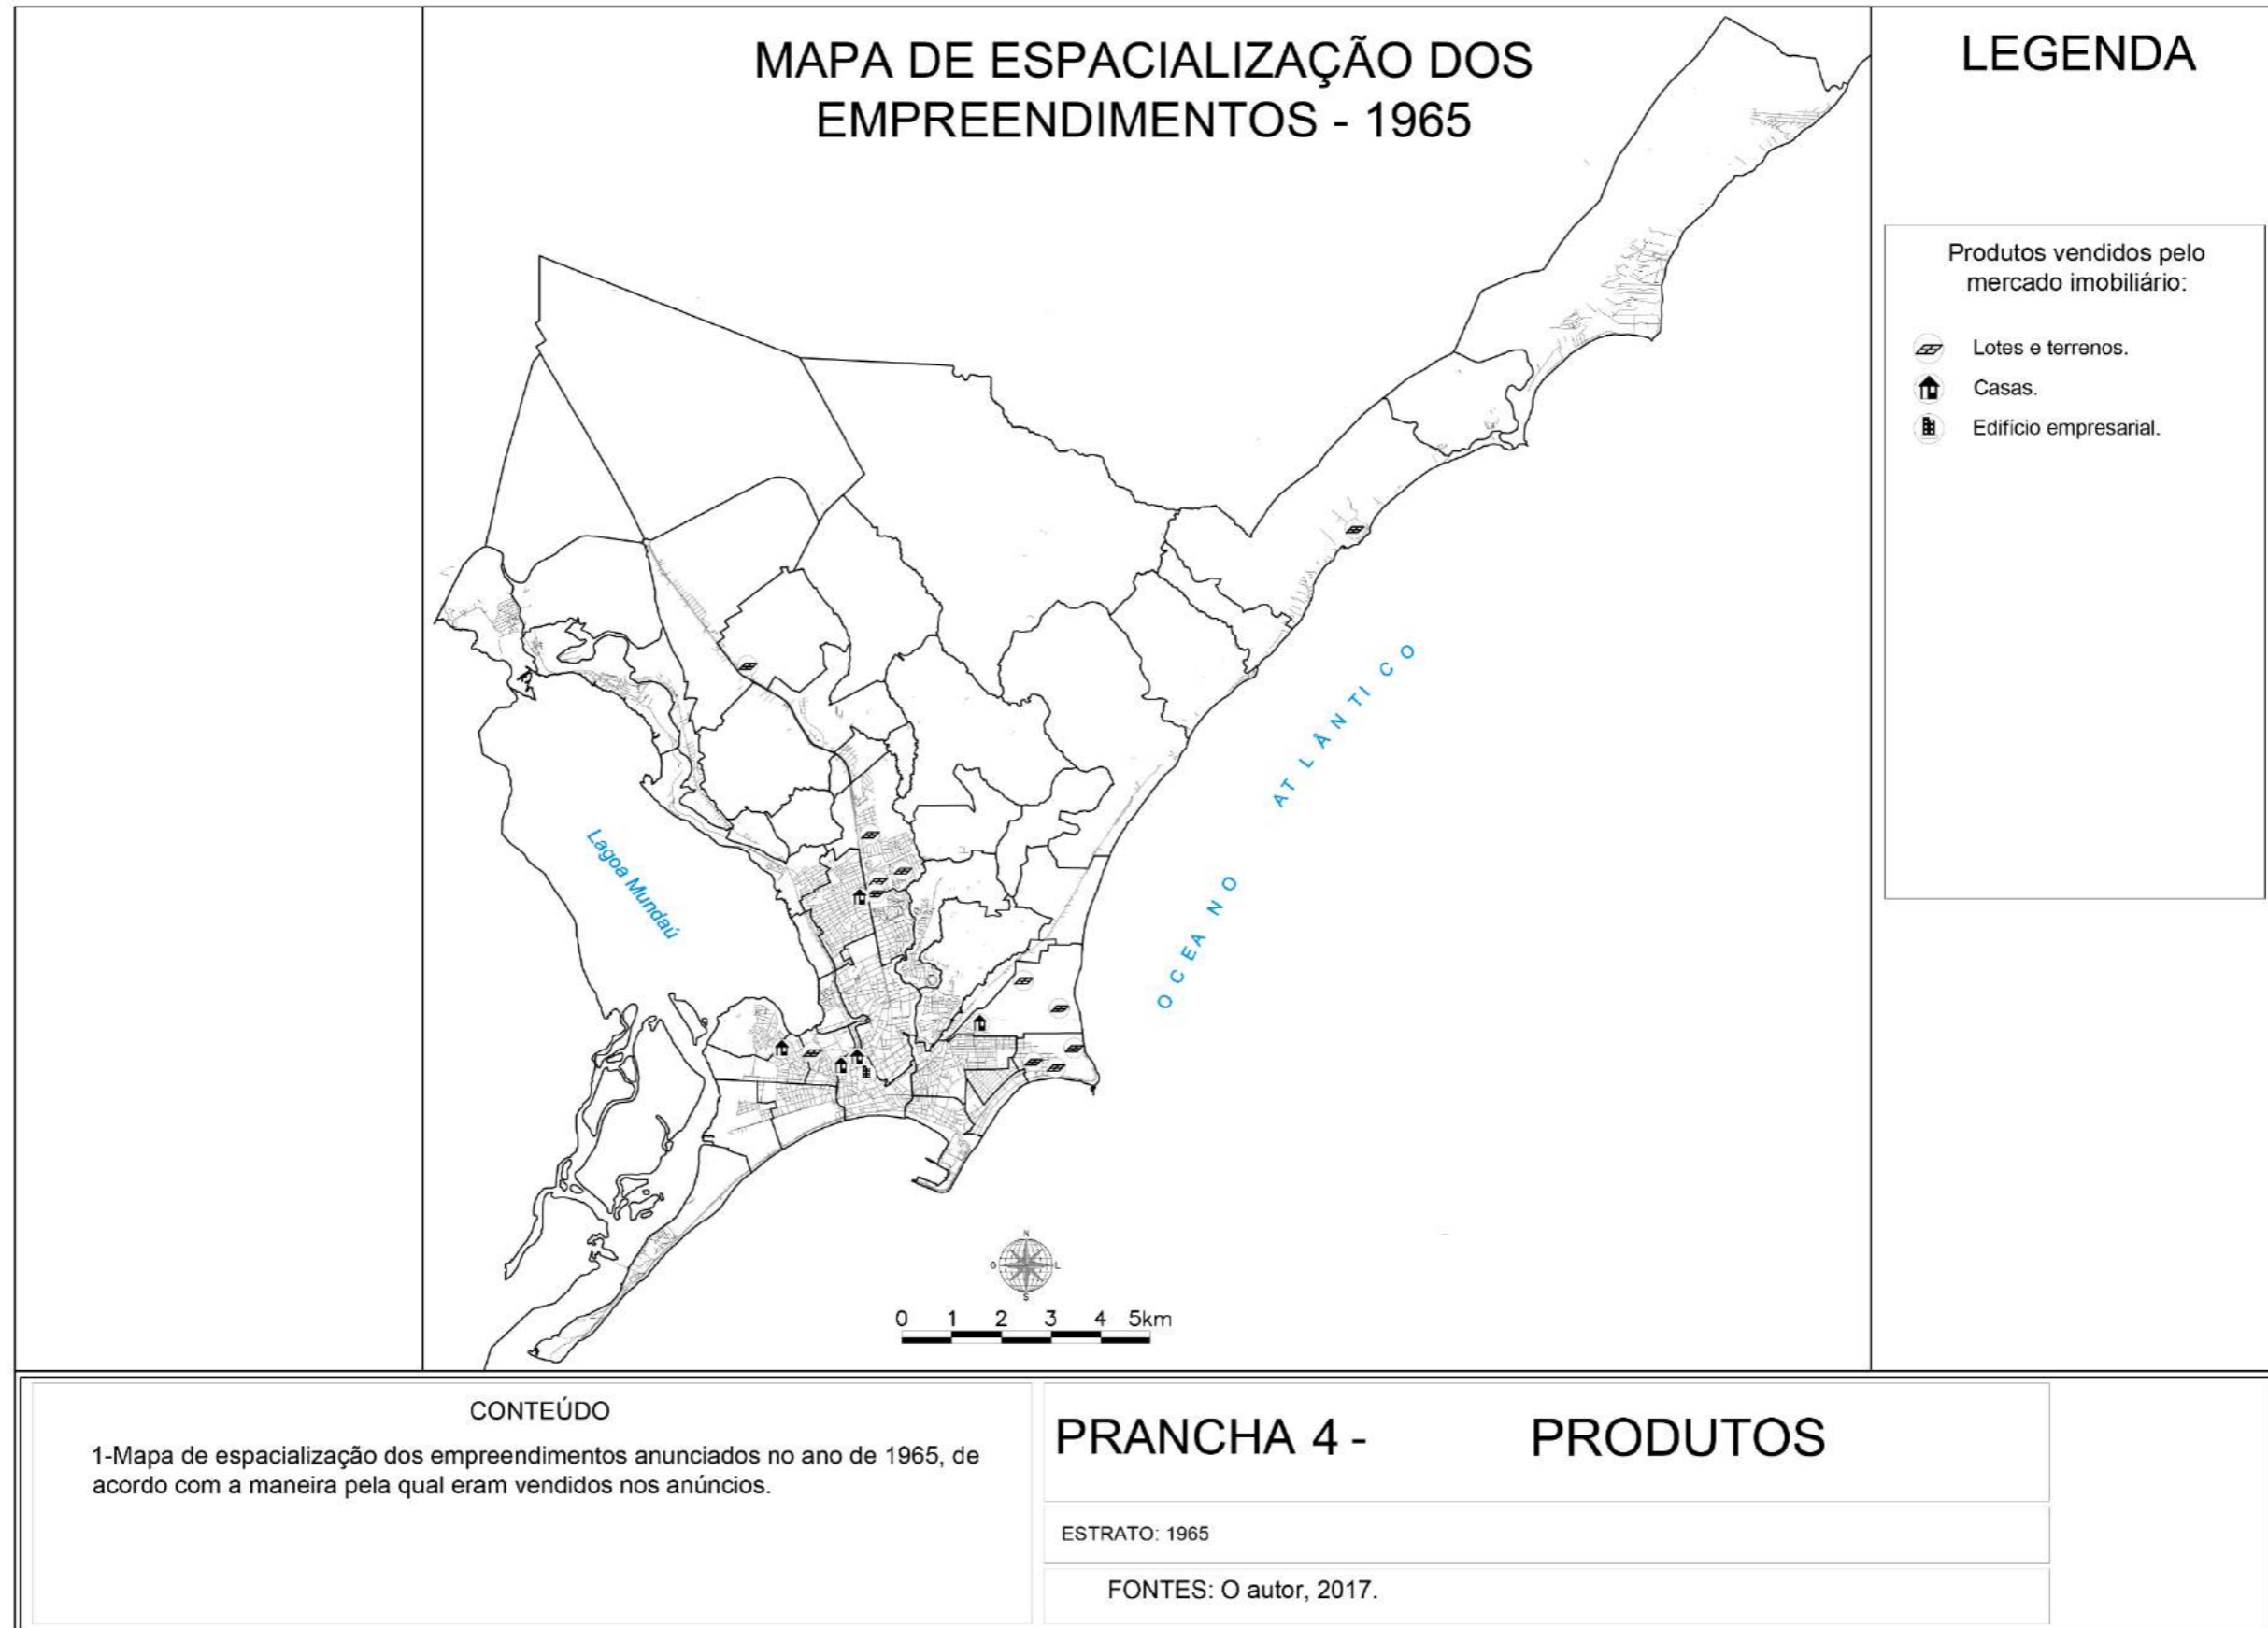 MAPA DE ESPACIALIZAÇÃO DOS
EMPREENDIMENTOS - 1965
LEGENDA
Produtos vendidos pelo
mercado imobiliário:
Lotes e terrenos.
Casas.
Edifício empresarial.
Lagoa Mundaú
OCEANO ATLÂNTICO
N
O
L
S
0 1 2 3 4 5km
CONTEÚDO
1-Mapa de espacialização dos empreendimentos anunciados no ano de 1965, de
acordo com a maneira pela qual eram vendidos nos anúncios.
PRANCHA 4 - PRODUTOS
ESTRATO: 1965
FONTES: O autor, 2017.